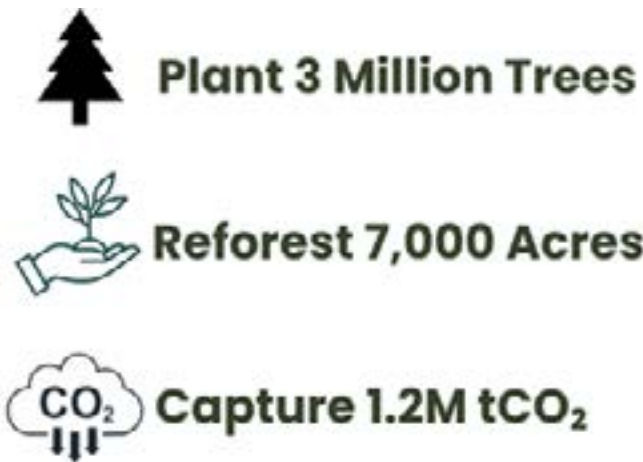 Plant 3 Million Trees
Reforest 7,000 Acres
CO₂
Capture 1.2M tCO₂